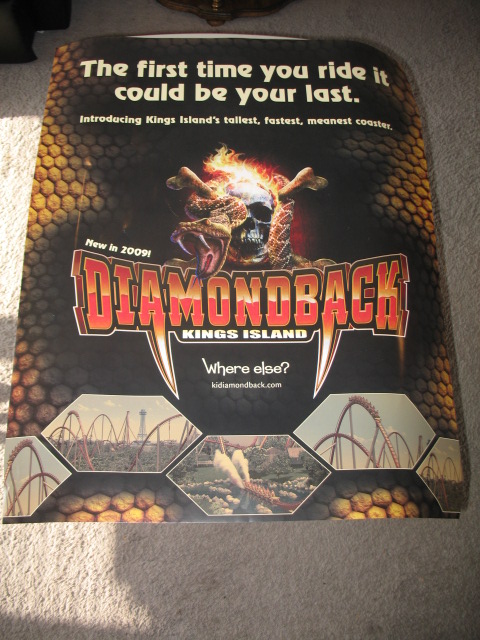 The first time you ride it
could be your last.
Introducing Kings Island's tallest, fastest, meanest coaster.
New in 2009!
DIAMONDBACK
KINGS ISLAND
Where else?
kidiamondback.com